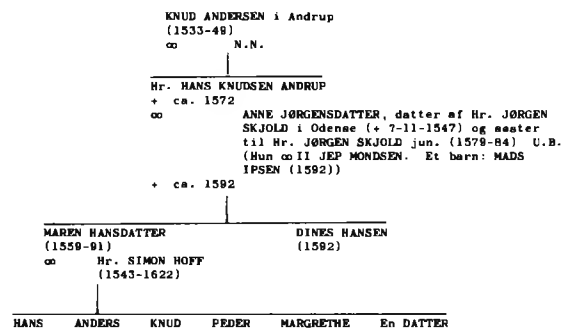 KNUD ANDERSEN i Andrup
(1533-49)
∞ N.N.
Hr. HANS KNUDSEN ANDRUP
+ ca. 1572
∞ ANNE JØRGENSDATTER, datter af Hr. JØRGEN
SKJOLD i Odense (+ 7-11-1547) og søster
til Hr. JØRGEN SKJOLD jun. (1579-84) U.B.
(Hun ∞ II JEP MONDSEN. Et barn: MADS
IPSEN (1592))
+ ca. 1592
MAREN HANSDATTER DINES HANSEN
(1559-91) (1592)
∞ Hr. SIMON HOFF
(1543-1622)
HANS ANDERS KNUD PEDER MARGRETHE En DATTER